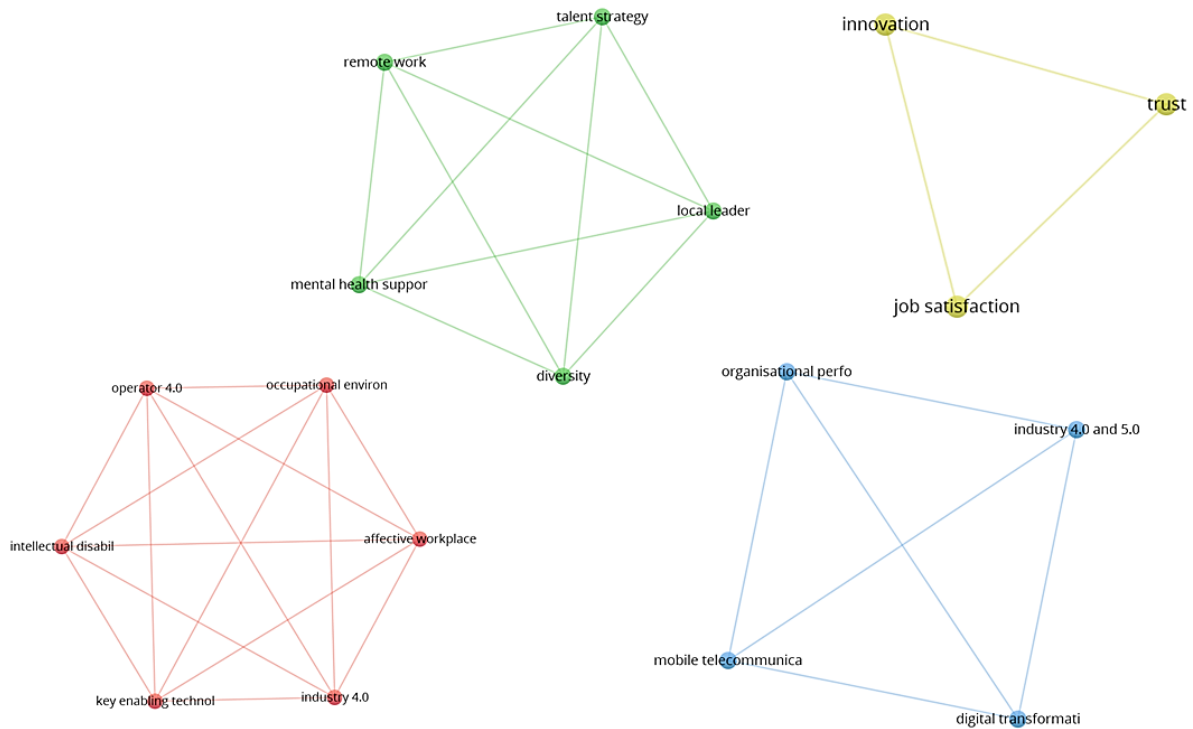 talent strategy
remote work
local leader
mental health suppor
diversity
innovation
trust
job satisfaction
operator 4.0
occupational environ
intellectual disabil
affective workplace
key enabling technol
industry 4.0
organisational perfo
industry 4.0 and 5.0
mobile telecommunica
digital transformati